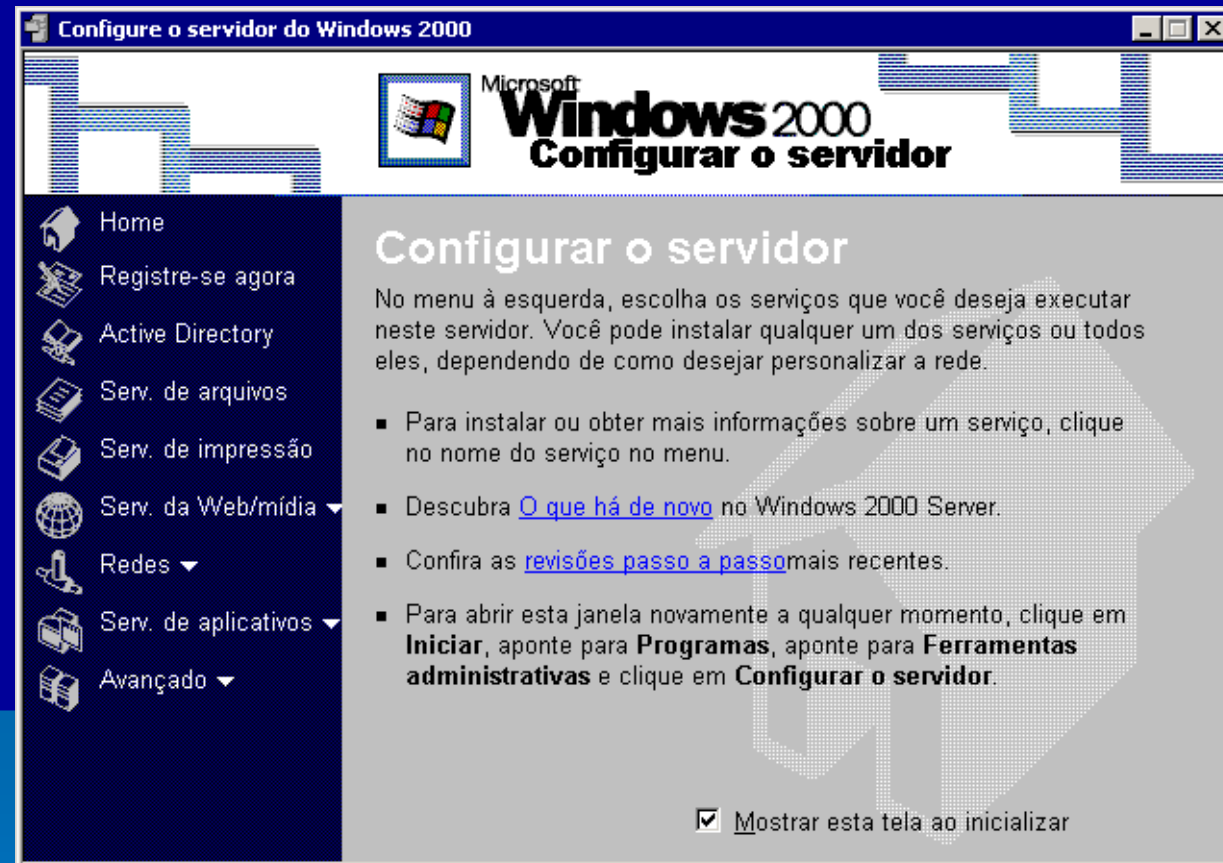 Configure o servidor do Windows 2000
Microsoft
Windows 2000
Configurar o servidor
Home
Registre-se agora
Active Directory
Serv. de arquivos
Serv. de impressão
Serv. da Web/mídia
Redes
Serv. de aplicativos
Avançado
Configurar o servidor
No menu à esquerda, escolha os serviços que você deseja executar
neste servidor. Você pode instalar qualquer um dos serviços ou todos
eles, dependendo de como desejar personalizar a rede.
Para instalar ou obter mais informações sobre um serviço, clique
no nome do serviço no menu.
Descubra O que há de novo no Windows 2000 Server.
Confira as revisões passo a passomais recentes.
Para abrir esta janela novamente a qualquer momento, clique em
Iniciar, aponte para Programas, aponte para Ferramentas
administrativas e clique em Configurar o servidor.
Mostrar esta tela ao inicializar